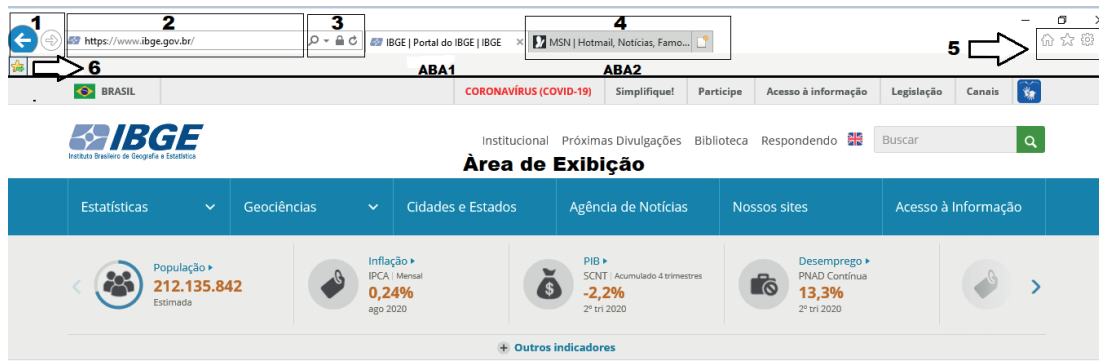 1 2 3 4
https://www.ibge.gov.br/ IBGE | Portal do IBGE | IBGE MSN | Hotmail, Notícias, Famo... 5
6 ABA1 ABA2
BRASIL CORONAVÍRUS (COVID-19) Simplifique! Participe Acesso à informação Legislação Canais
IBGE
Instituto Brasileiro de Geografia e Estatística
Institucional Próximas Divulgações Biblioteca Respondendo Buscar
Àrea de Exibição
Estatísticas Geociências Cidades e Estados Agência de Notícias Nossos sites Acesso à Informação
População
212.135.842
Estimada
Inflação
IPCA | Mensal
0,24%
ago 2020
PIB
SCNT | Acumulado 4 trimestres
-2,2%
2º tri 2020
Desemprego
PNAD Contínua
13,3%
2º tri 2020
Outros indicadores